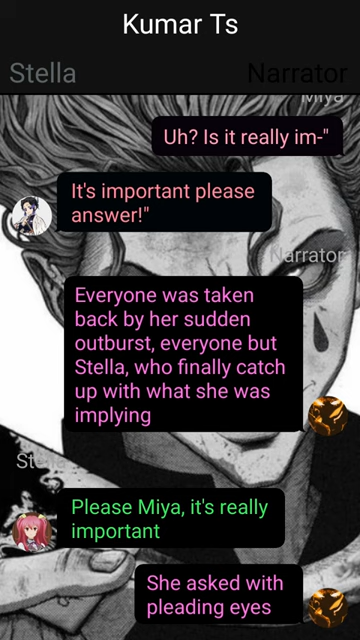 Kumar Ts
Stella
Narrator
Miya
Uh? Is it really im-"
It's important please
answer!"
Narrator
Everyone was taken
back by her sudden
outburst, everyone but
Stella, who finally catch
up with what she was
implying
Please Miya, it's really
important
She asked with
pleading eyes